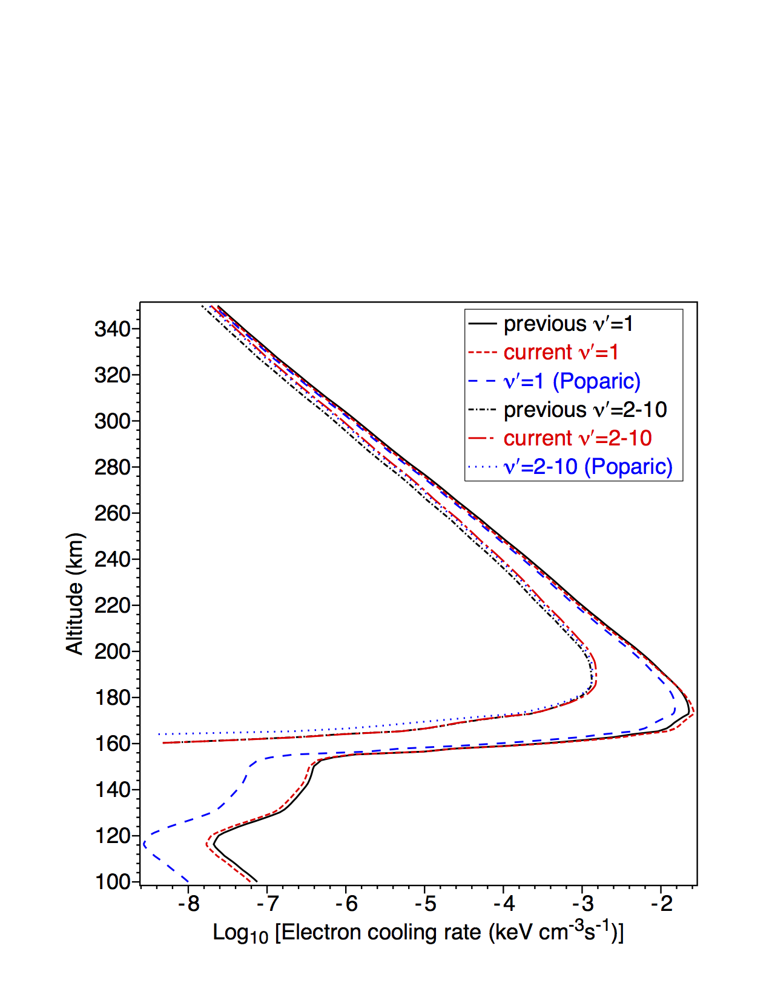 previous ν′=1
current ν′=1
ν′=1 (Poparic)
previous ν′=2-10
current ν′=2-10
ν′=2-10 (Poparic)
340
320
300
280
260
240
220
200
180
160
140
120
100
Altitude (km)
-8 -7 -6 -5 -4 -3 -2
Log₁₀ [Electron cooling rate (keV cm⁻³s⁻¹)]